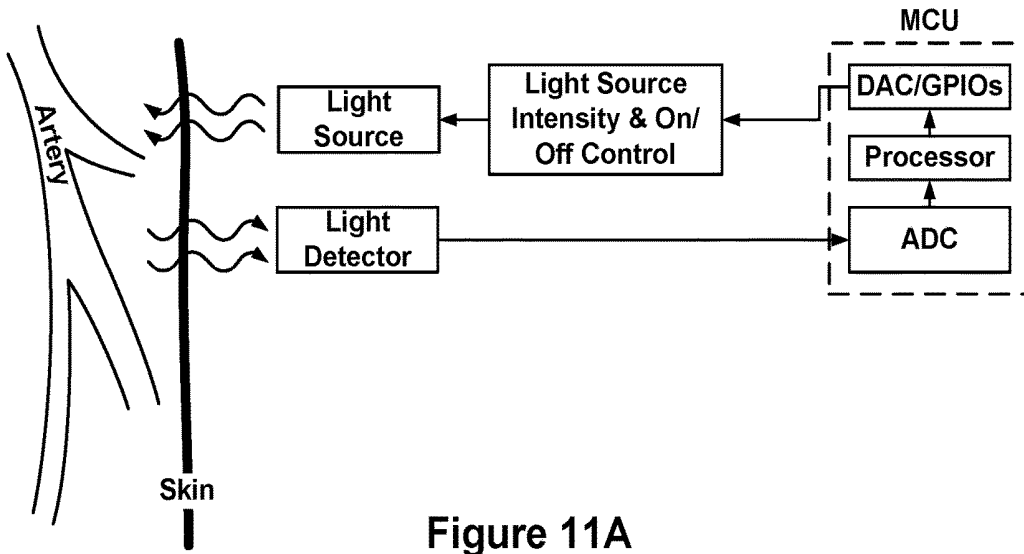 MCU
Artery
Light
Source
Light Source
Intensity & On/
Off Control
DAC/GPIOs
Processor
Light
Detector
ADC
Skin
Figure 11A